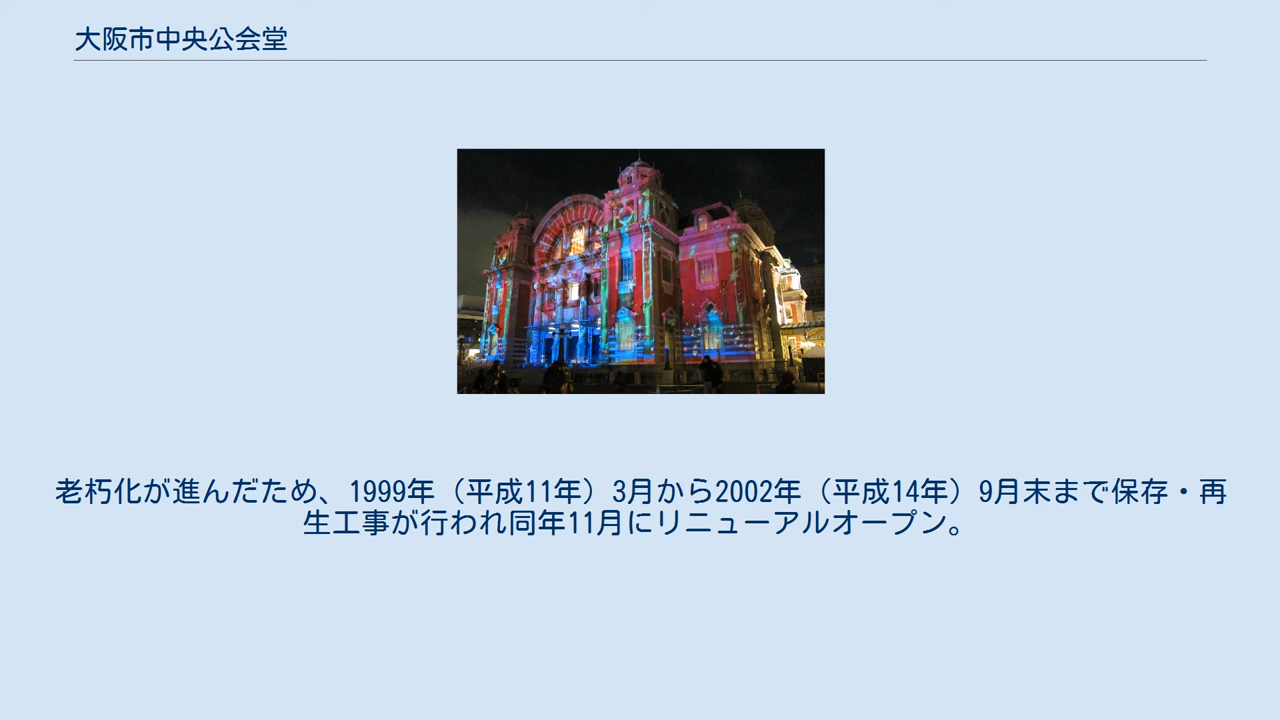 大阪市中央公会堂
老朽化が進んだため、1999年（平成11年）3月から2002年（平成14年）9月末まで保存・再
生工事が行われ同年11月にリニューアルオープン。